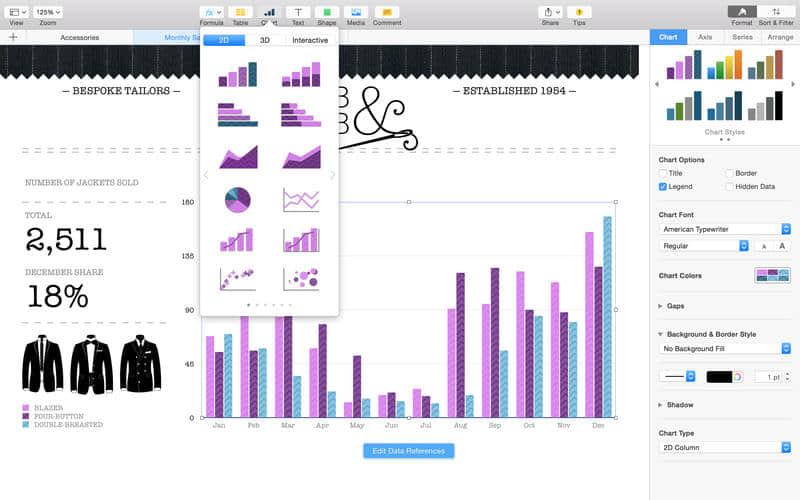 View
125%
Zoom
Formula
Table
Chart
Text
Shape
Media
Comment
Share
Tips
Format
Sort & Filter
Accessories
Monthly Sa
2D
3D
Interactive
Chart
Axis
Series
Arrange
— BESPOKE TAILORS —
&
— ESTABLISHED 1954 —
Chart Styles
NUMBER OF JACKETS SOLD
TOTAL
2,511
DECEMBER SHARE
18%
BLAZER
FOUR-BUTTON
DOUBLE-BREASTED
180
135
90
45
0
Jan
Feb
Mar
Apr
May
Jun
Jul
Aug
Sep
Oct
Nov
Dec
Edit Data References
Chart Options
Title
Border
Legend
Hidden Data
Chart Font
American Typewriter
Regular
A
A
Chart Colors
Gaps
Background & Border Style
No Background Fill
1 pt
Shadow
Chart Type
2D Column